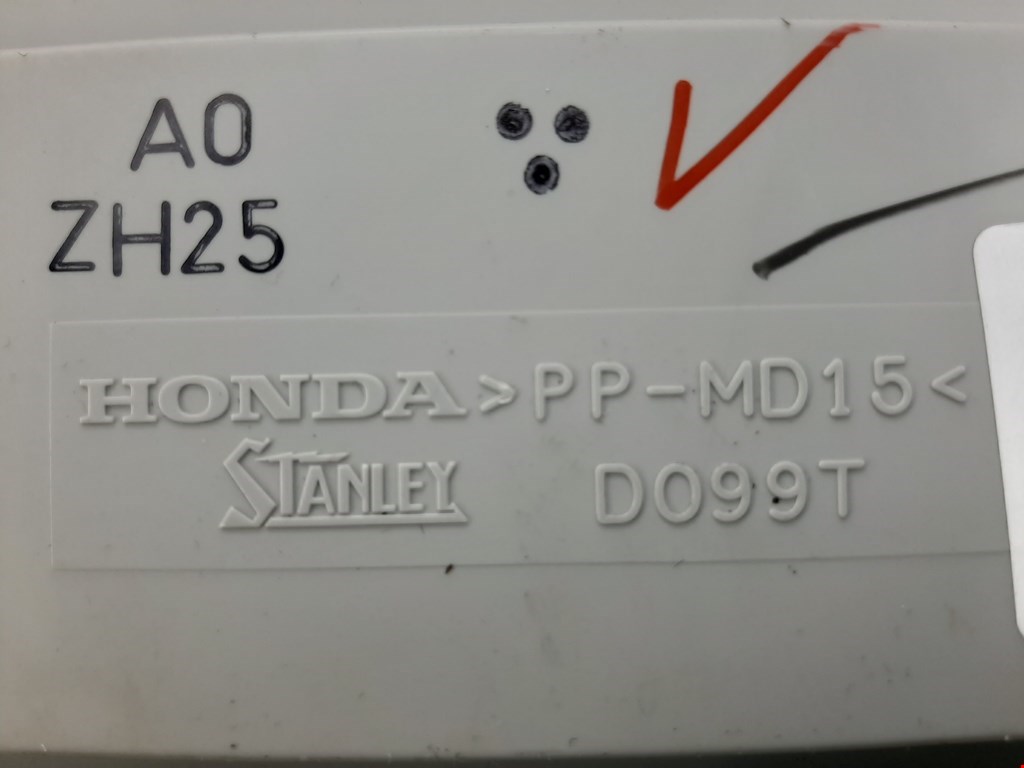 A0
ZH25
HONDA >PP-MD15<
STANLEY D099T